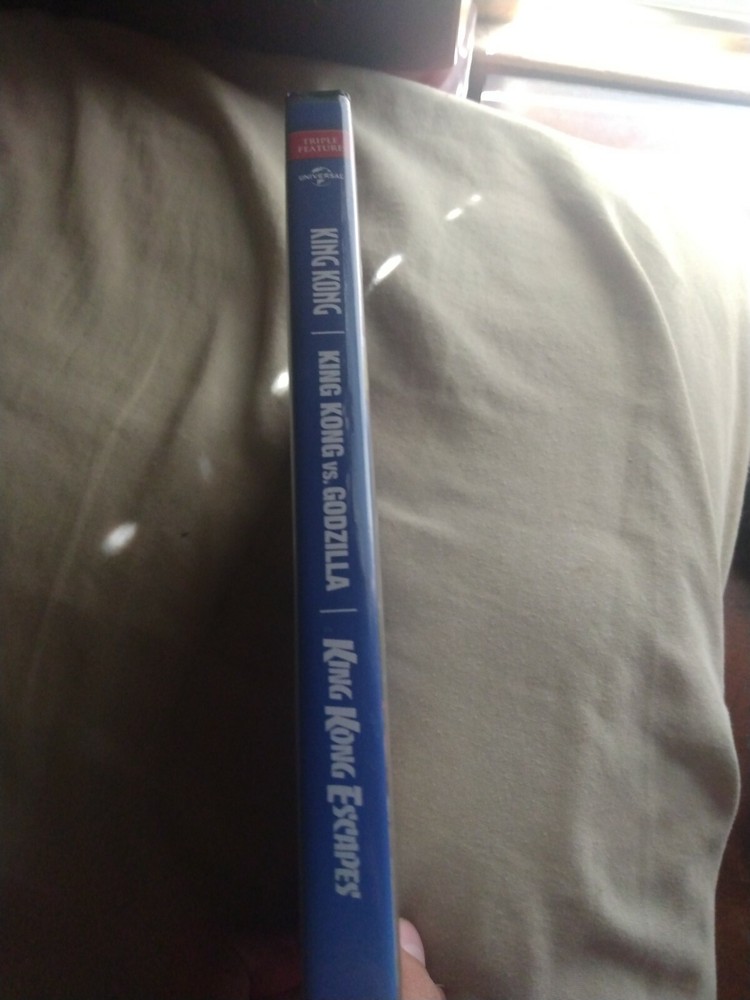 TRIPLE
FEATURE
UNIVERSAL
KING KONG | KING KONG VS. GODZILLA | KING KONG ESCAPES